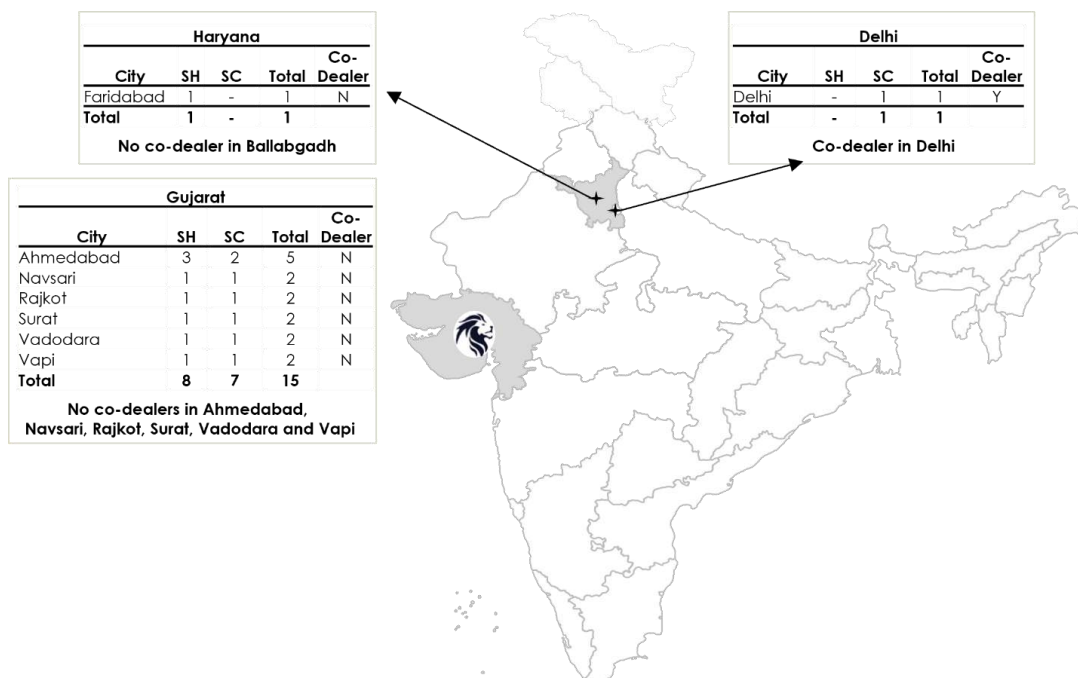 Haryana
City SH SC Total Co-Dealer
Faridabad 1 - 1 N
Total 1 - 1
No co-dealer in Ballabgadh
Delhi
City SH SC Total Co-Dealer
Delhi - 1 1 Y
Total - 1 1
Co-dealer in Delhi
Gujarat
City SH SC Total Co-Dealer
Ahmedabad 3 2 5 N
Navsari 1 1 2 N
Rajkot 1 1 2 N
Surat 1 1 2 N
Vadodara 1 1 2 N
Vapi 1 1 2 N
Total 8 7 15
No co-dealers in Ahmedabad,
Navsari, Rajkot, Surat, Vadodara and Vapi